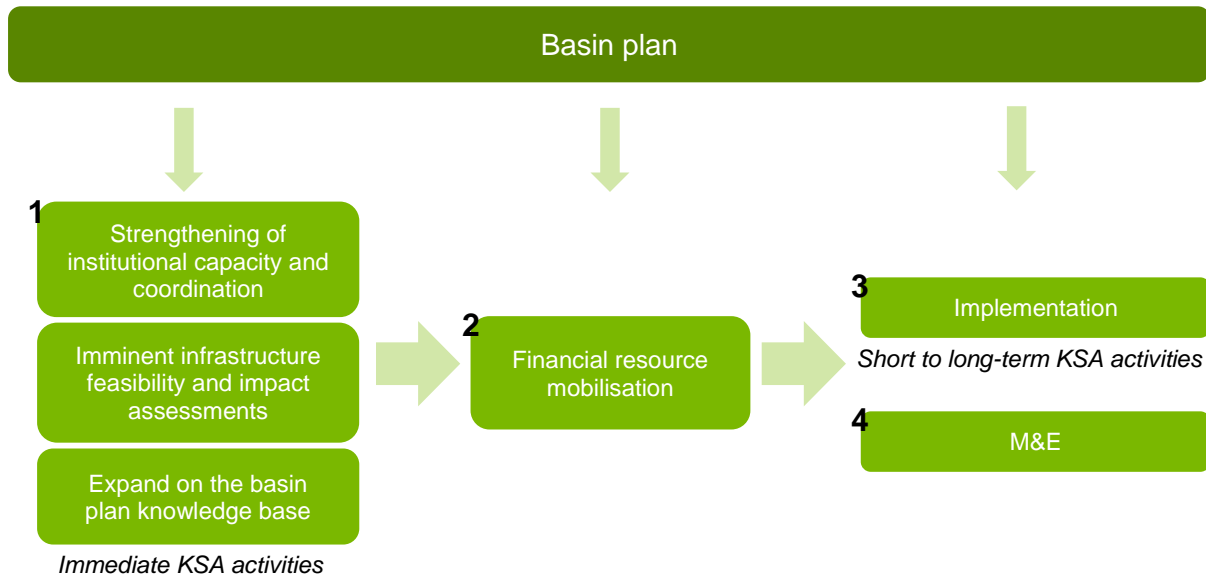 Basin plan
1
Strengthening of
institutional capacity and
coordination
Imminent infrastructure
feasibility and impact
assessments
Expand on the basin
plan knowledge base
Immediate KSA activities
2
Financial resource
mobilisation
3
Implementation
Short to long-term KSA activities
4
M&E